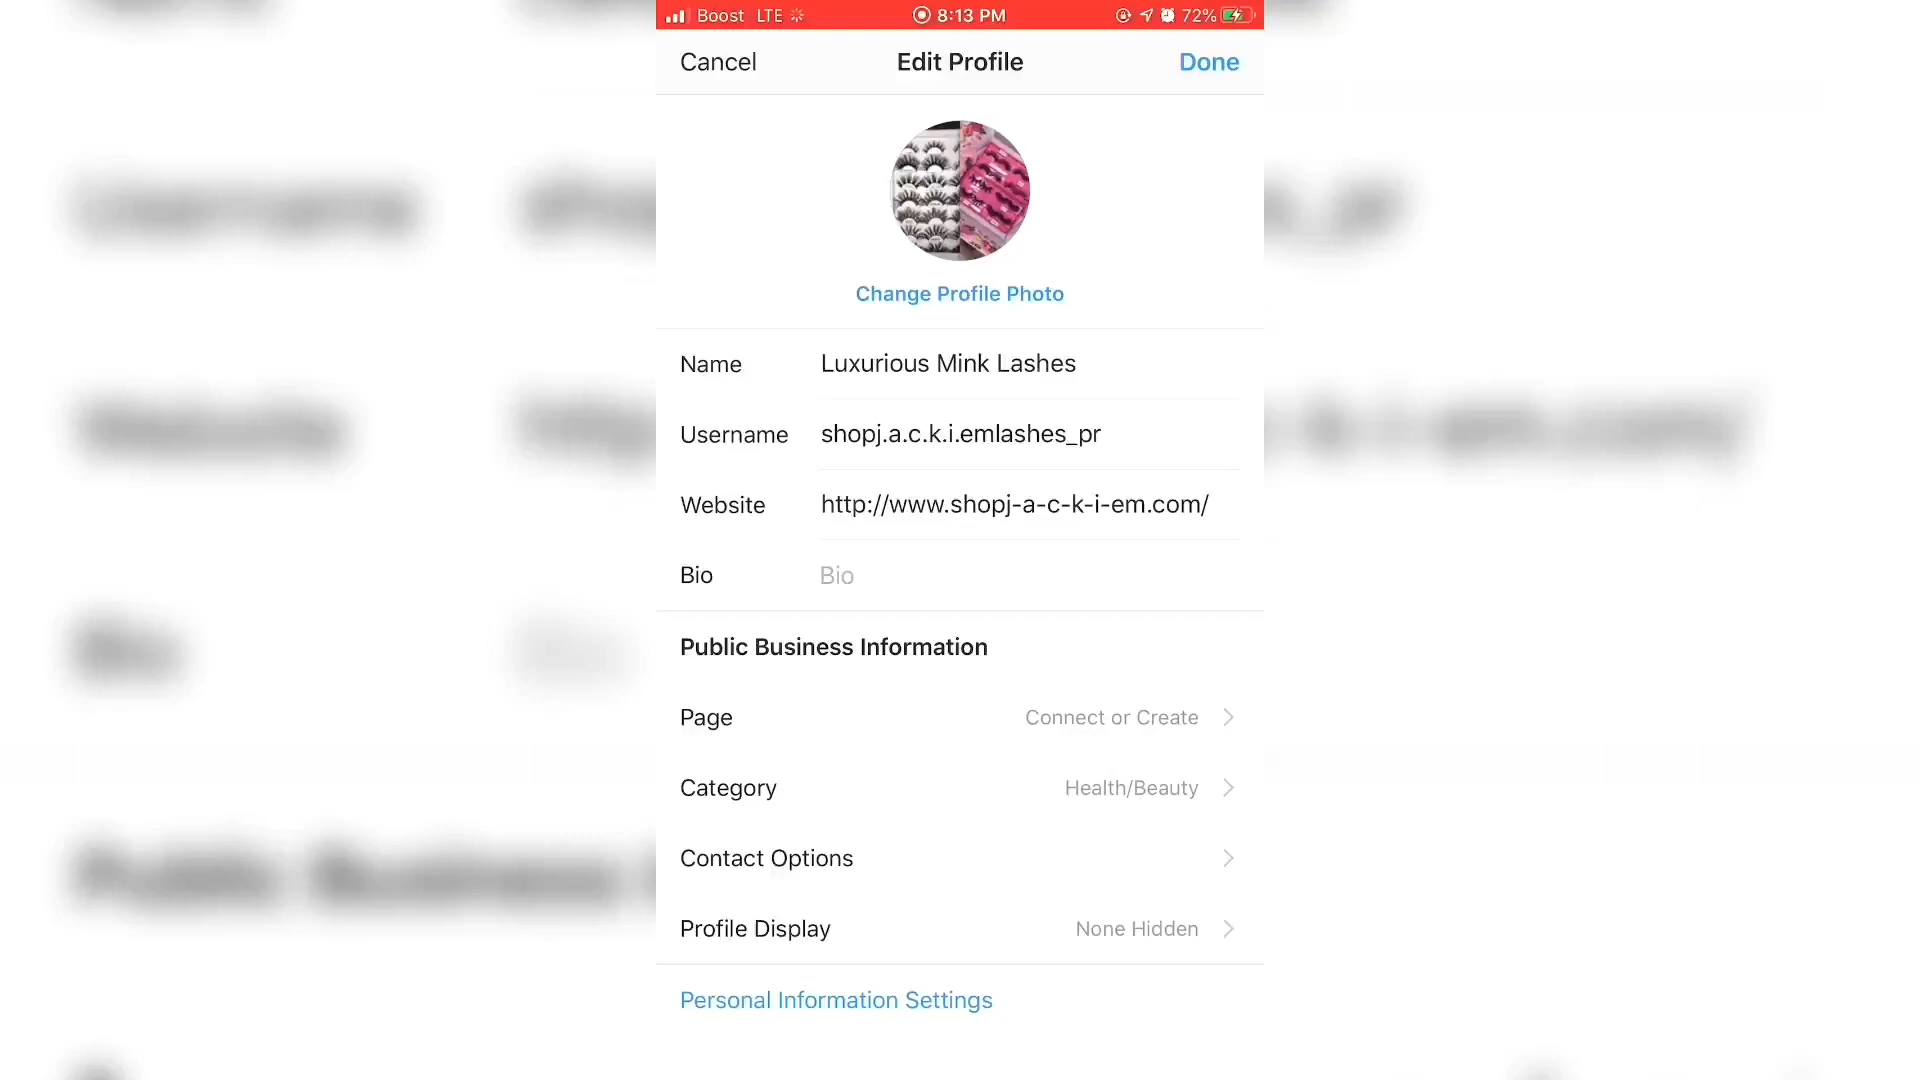 Boost LTE 8:13 PM 72%
Cancel Edit Profile Done
Change Profile Photo
Name Luxurious Mink Lashes
Username shopj.a.c.k.i.emlashes_pr
Website http://www.shopj-a-c-k-i-em.com/
Bio Bio
Public Business Information
Page Connect or Create
Category Health/Beauty
Contact Options
Profile Display None Hidden
Personal Information Settings